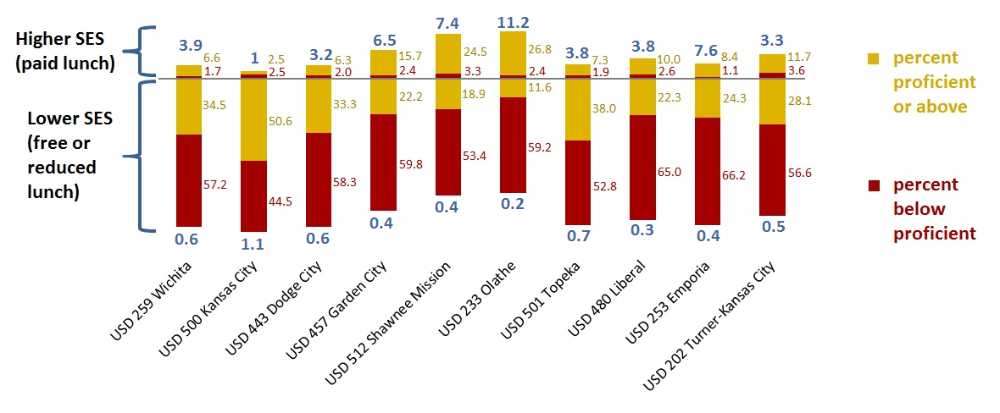 Higher SES
(paid lunch)
Lower SES
(free or
reduced
lunch)
3.9
6.6
1.7
34.5
57.2
0.6
1
2.5
2.5
50.6
44.5
1.1
3.2
6.3
2.0
33.3
58.3
0.6
6.5
15.7
2.4
22.2
59.8
0.4
7.4
24.5
3.3
18.9
53.4
0.4
11.2
26.8
2.4
11.6
59.2
0.2
3.8
7.3
1.9
38.0
52.8
0.7
3.8
10.0
2.6
22.3
65.0
0.3
7.6
8.4
1.1
24.3
66.2
0.4
3.3
11.7
3.6
28.1
56.6
0.5
USD 259 Wichita
USD 500 Kansas City
USD 443 Dodge City
USD 457 Garden City
USD 512 Shawnee Mission
USD 233 Olathe
USD 501 Topeka
USD 480 Liberal
USD 253 Emporia
USD 202 Turner-Kansas City
percent
proficient
or above
percent
below
proficient